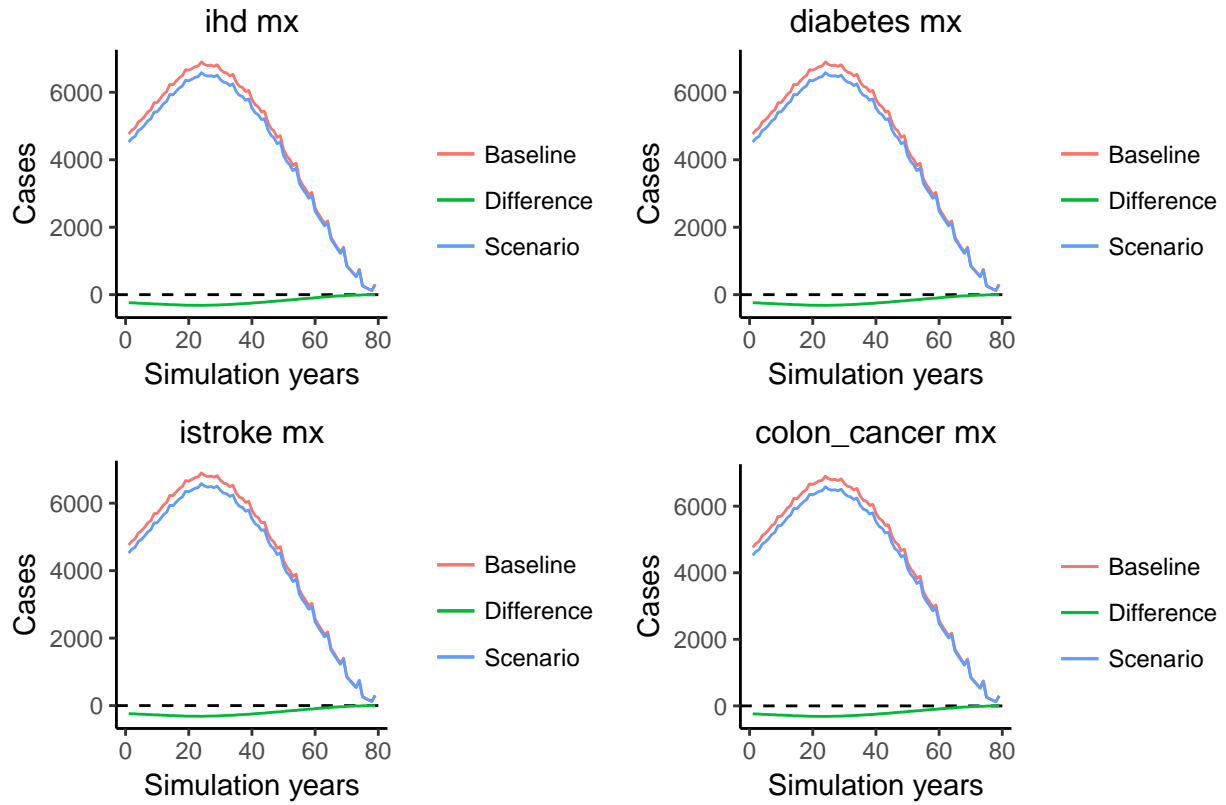 ihd mx
Cases
6000
4000
2000
0
0 20 40 60 80
Simulation years
Baseline
Difference
Scenario
diabetes mx
Cases
6000
4000
2000
0
0 20 40 60 80
Simulation years
Baseline
Difference
Scenario
istroke mx
Cases
6000
4000
2000
0
0 20 40 60 80
Simulation years
Baseline
Difference
Scenario
colon_cancer mx
Cases
6000
4000
2000
0
0 20 40 60 80
Simulation years
Baseline
Difference
Scenario